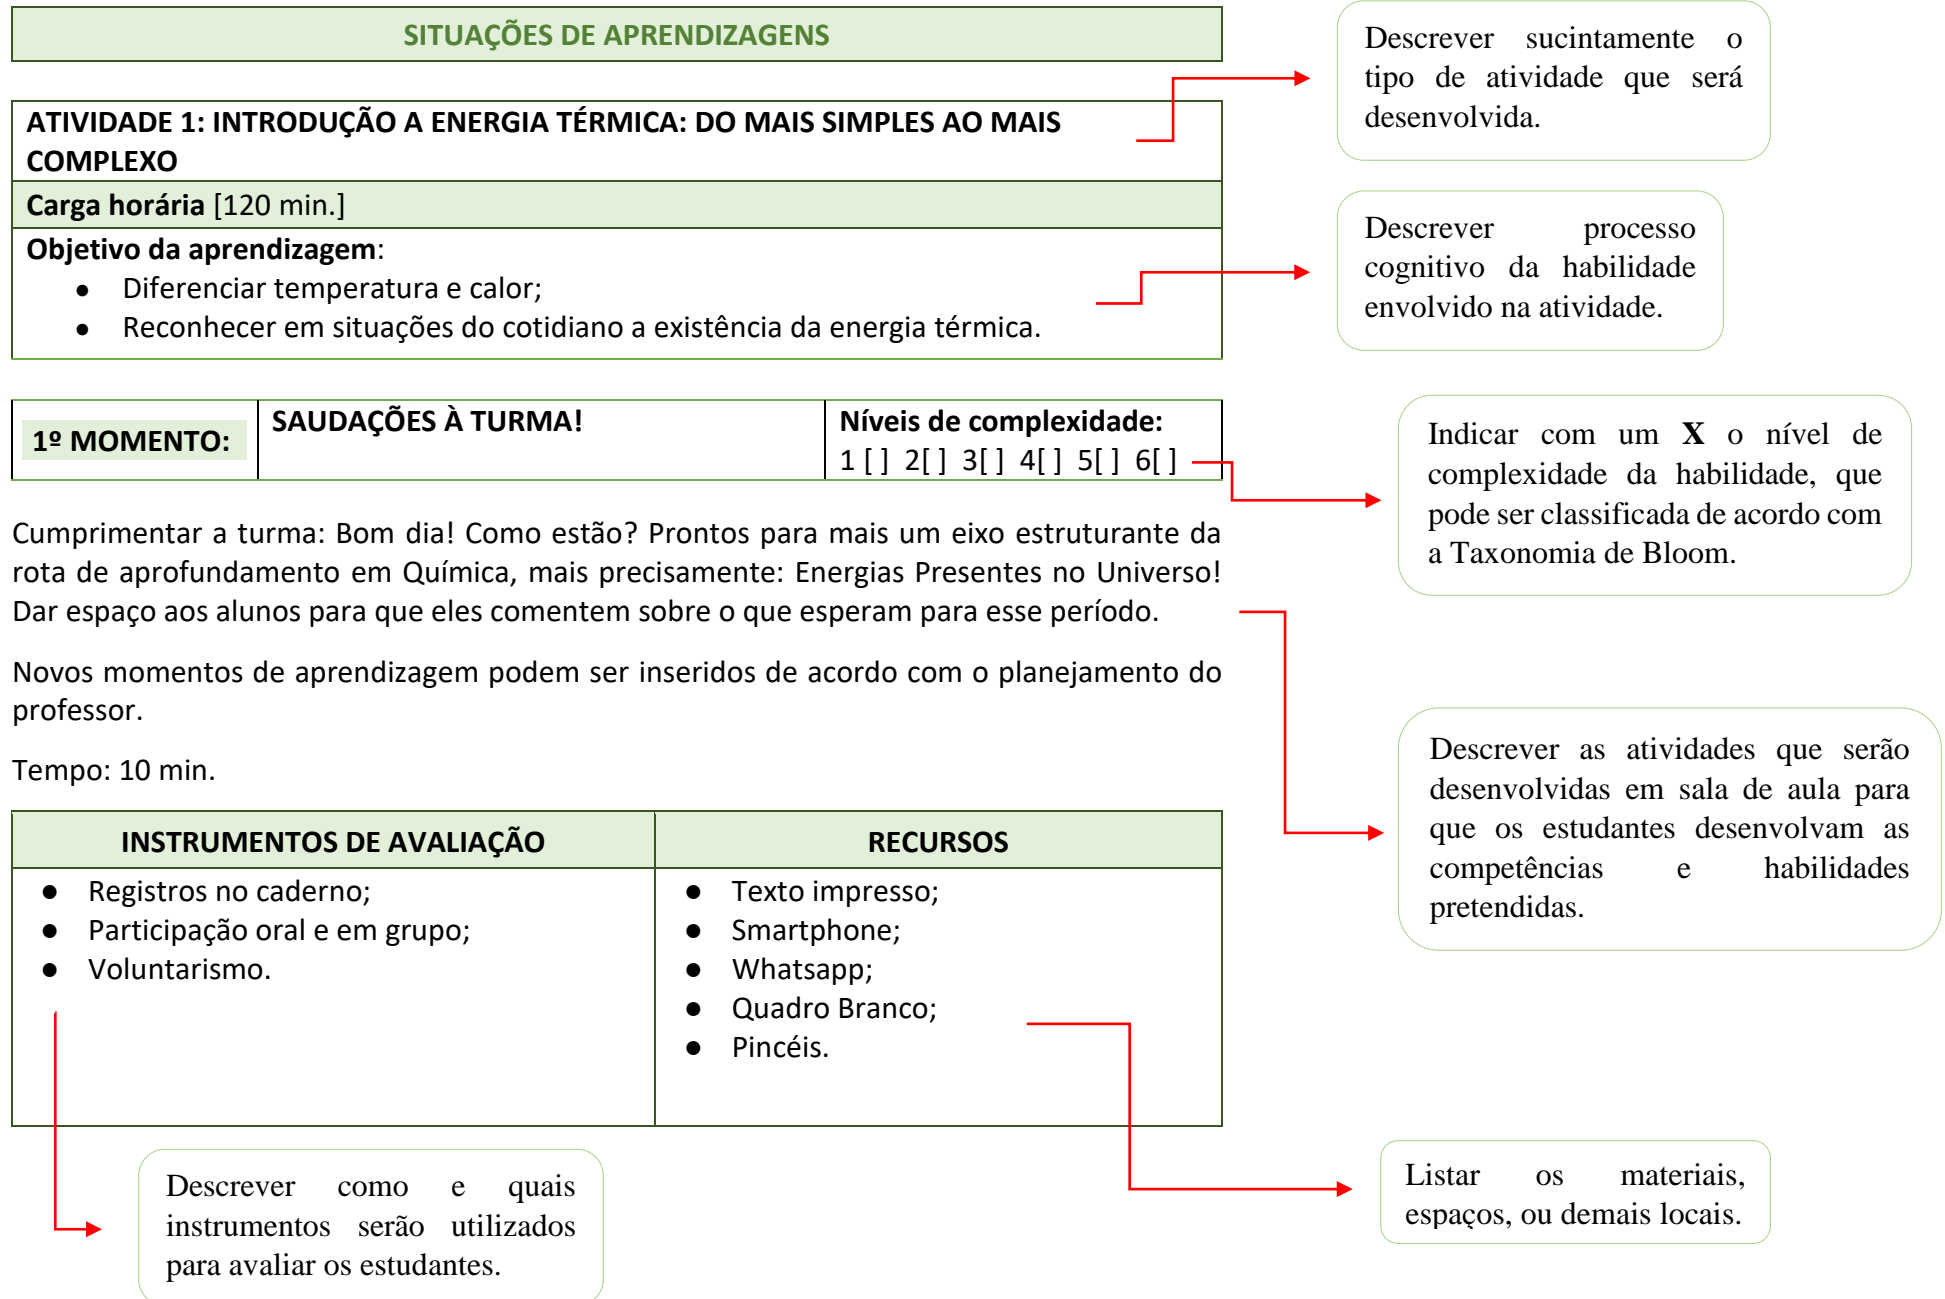 SITUAÇÕES DE APRENDIZAGENS
Descrever sucintamente o
tipo de atividade que será
desenvolvida.
ATIVIDADE 1: INTRODUÇÃO A ENERGIA TÉRMICA: DO MAIS SIMPLES AO MAIS
COMPLEXO
Carga horária [120 min.]
Objetivo da aprendizagem:
● Diferenciar temperatura e calor;
● Reconhecer em situações do cotidiano a existência da energia térmica.
Descrever processo
cognitivo da habilidade
envolvido na atividade.
1º MOMENTO:
SAUDAÇÕES À TURMA!
Níveis de complexidade:
1 [ ] 2[ ] 3[ ] 4[ ] 5[ ] 6[ ]
Indicar com um X o nível de
complexidade da habilidade, que
pode ser classificada de acordo com
a Taxonomia de Bloom.
Cumprimentar a turma: Bom dia! Como estão? Prontos para mais um eixo estruturante da
rota de aprofundamento em Química, mais precisamente: Energias Presentes no Universo!
Dar espaço aos alunos para que eles comentem sobre o que esperam para esse período.
Novos momentos de aprendizagem podem ser inseridos de acordo com o planejamento do
professor.
Tempo: 10 min.
Descrever as atividades que serão
desenvolvidas em sala de aula para
que os estudantes desenvolvam as
competências e habilidades
pretendidas.
INSTRUMENTOS DE AVALIAÇÃO
● Registros no caderno;
● Participação oral e em grupo;
● Voluntarismo.
RECURSOS
● Texto impresso;
● Smartphone;
● Whatsapp;
● Quadro Branco;
● Pincéis.
Descrever como e quais
instrumentos serão utilizados
para avaliar os estudantes.
Listar os materiais,
espaços, ou demais locais.